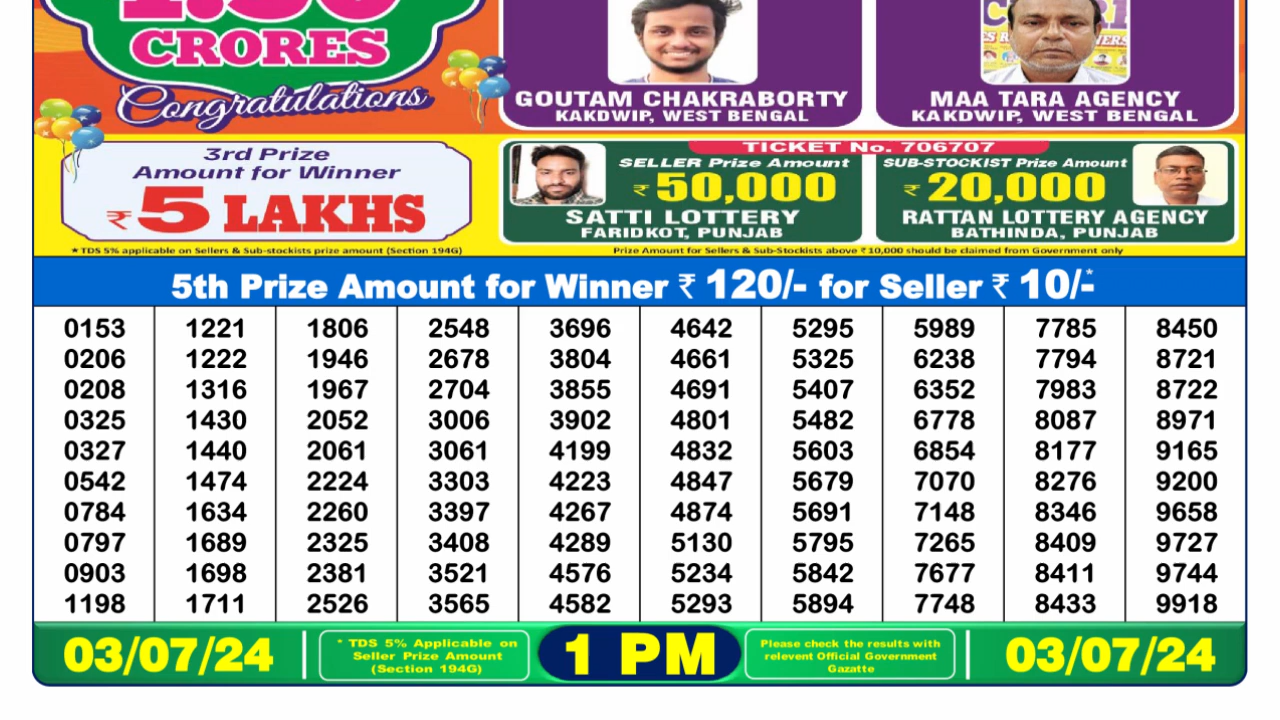 1.50
CRORES
Congratulations
GOUTAM CHAKRABORTY
KAKDWIP, WEST BENGAL
MAA TARA AGENCY
KAKDWIP, WEST BENGAL
3rd Prize
Amount for Winner
₹5 LAKHS
TICKET No. 706707
SELLER Prize Amount
₹ 50,000
SATTI LOTTERY
FARIDKOT, PUNJAB
SUB-STOCKIST Prize Amount
₹ 20,000
RATTAN LOTTERY AGENCY
BATHINDA, PUNJAB
★TDS 5% applicable on Sellers & Sub-stockists prize amount (Section 194G)
Prize Amount for Sellers & Sub-Stockists above ₹10,000 should be claimed from Government only
5th Prize Amount for Winner ₹ 120/- for Seller ₹ 10/-*
0153 1221 1806 2548 3696 4642 5295 5989 7785 8450
0206 1222 1946 2678 3804 4661 5325 6238 7794 8721
0208 1316 1967 2704 3855 4691 5407 6352 7983 8722
0325 1430 2052 3006 3902 4801 5482 6778 8087 8971
0327 1440 2061 3061 4199 4832 5603 6854 8177 9165
0542 1474 2224 3303 4223 4847 5679 7070 8276 9200
0784 1634 2260 3397 4267 4874 5691 7148 8346 9658
0797 1689 2325 3408 4289 5130 5795 7265 8409 9727
0903 1698 2381 3521 4576 5234 5842 7677 8411 9744
1198 1711 2526 3565 4582 5293 5894 7748 8433 9918
03/07/24
* TDS 5% Applicable on
Seller Prize Amount
(Section 194G)
1 PM
Please check the results with
relevent Official Government
Gazatte
03/07/24